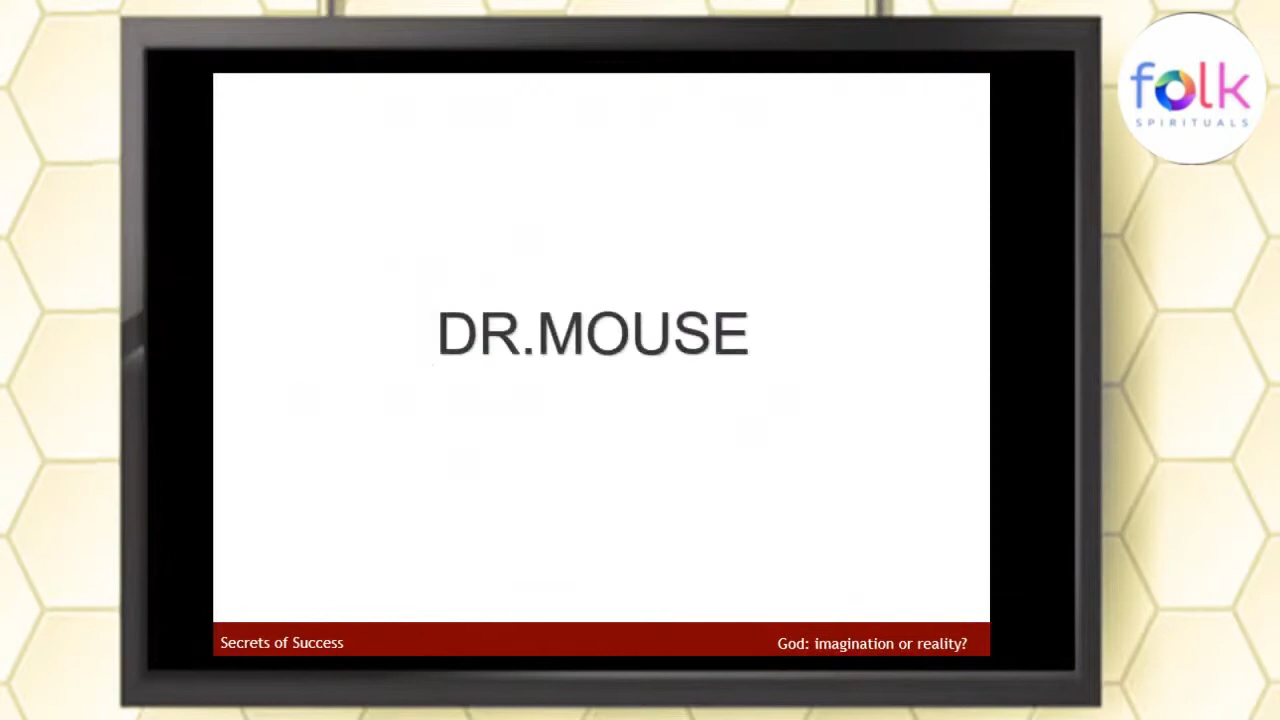 folk
SPIRITUALS
DR.MOUSE
Secrets of Success
God: imagination or reality?